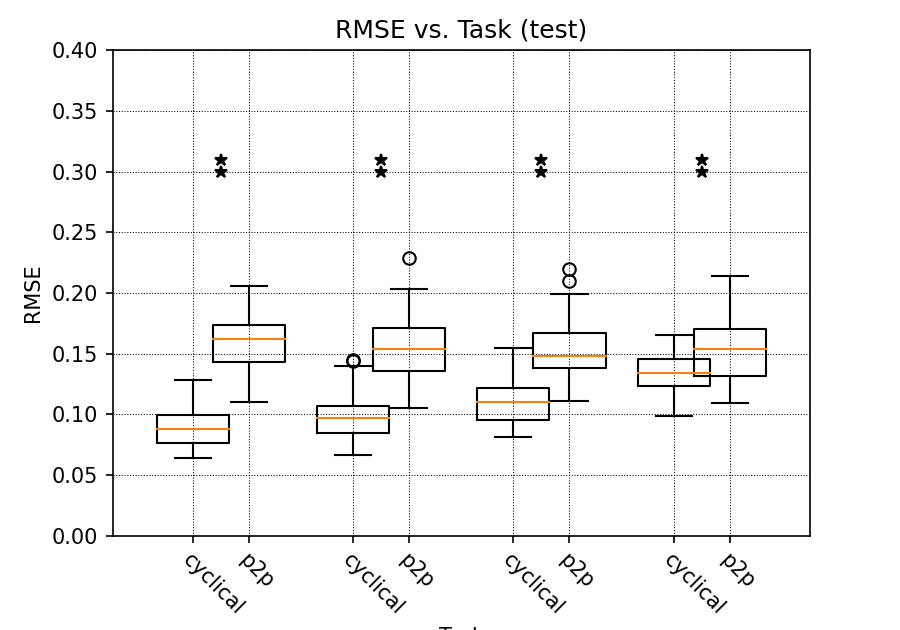 RMSE vs. Task (test)
0.40
0.35
0.30
0.25
0.20
0.15
0.10
0.05
0.00
RMSE
cyclical
p2p
cyclical
p2p
cyclical
p2p
cyclical
p2p